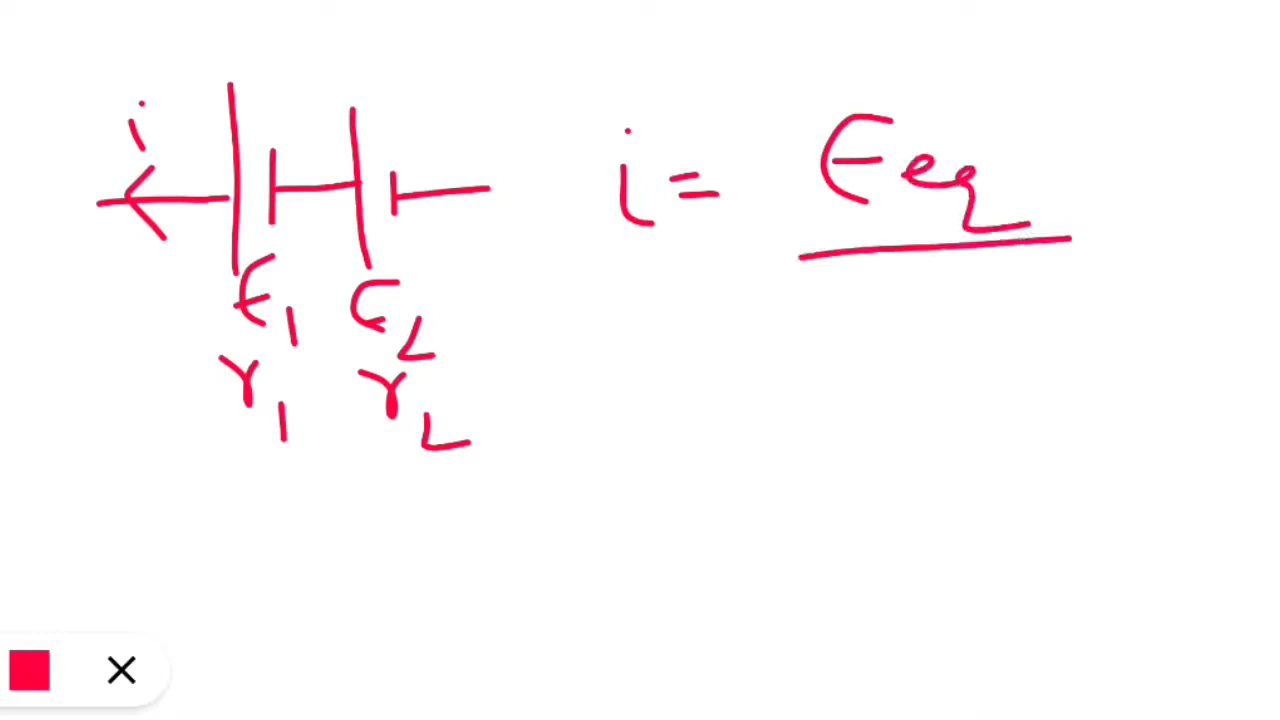 i
E1 E2
r1 r2
i = Eeq